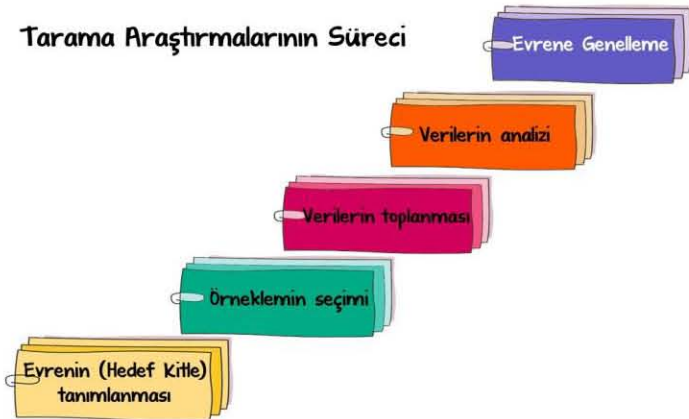 Tarama Araştırmalarının Süreci
Evrene Genelleme
Verilerin analizi
Verilerin toplanması
Örneklemin seçimi
Evrenin (Hedef Kitle)
tanımlanması